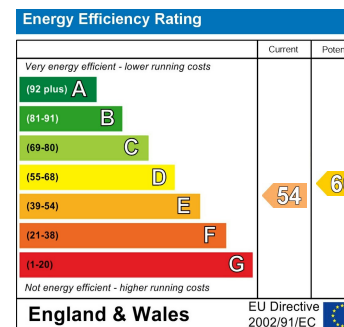 Energy Efficiency Rating
Current
Very energy efficient - lower running costs
(92 plus) A
(81-91) B
(69-80) C
(55-68) D
(39-54) E
54
(21-38) F
(1-20) G
Not energy efficient - higher running costs
England & Wales
EU Directive
2002/91/EC